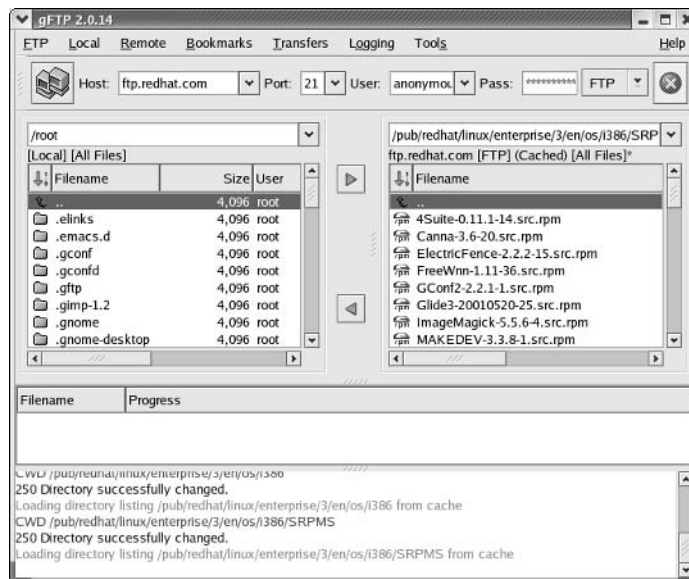 gFTP 2.0.14
FTP Local Remote Bookmarks Transfers Logging Tools Help
Host: ftp.redhat.com Port: 21 User: anonymou Pass: ********** FTP
/root
[Local] [All Files]
Filename Size User
.. 4,096 root
.elinks 4,096 root
.emacs.d 4,096 root
.gconf 4,096 root
.gconfd 4,096 root
.gftp 4,096 root
.gimp-1.2 4,096 root
.gnome 4,096 root
.gnome-desktop 4,096 root
/pub/redhat/linux/enterprise/3/en/os/i386/SRP
ftp.redhat.com [FTP] (Cached) [All Files]*
Filename
..
4Suite-0.11.1-14.src.rpm
Canna-3.6-20.src.rpm
ElectricFence-2.2.2-15.src.rpm
FreeWnn-1.11-36.src.rpm
GConf2-2.2.1-1.src.rpm
Glide3-20010520-25.src.rpm
ImageMagick-5.5.6-4.src.rpm
MAKEDEV-3.3.8-1.src.rpm
Filename Progress
CWD /pub/redhat/linux/enterprise/3/en/os/i386
250 Directory successfully changed.
Loading directory listing /pub/redhat/linux/enterprise/3/en/os/i386 from cache
CWD /pub/redhat/linux/enterprise/3/en/os/i386/SRPMS
250 Directory successfully changed.
Loading directory listing /pub/redhat/linux/enterprise/3/en/os/i386/SRPMS from cache